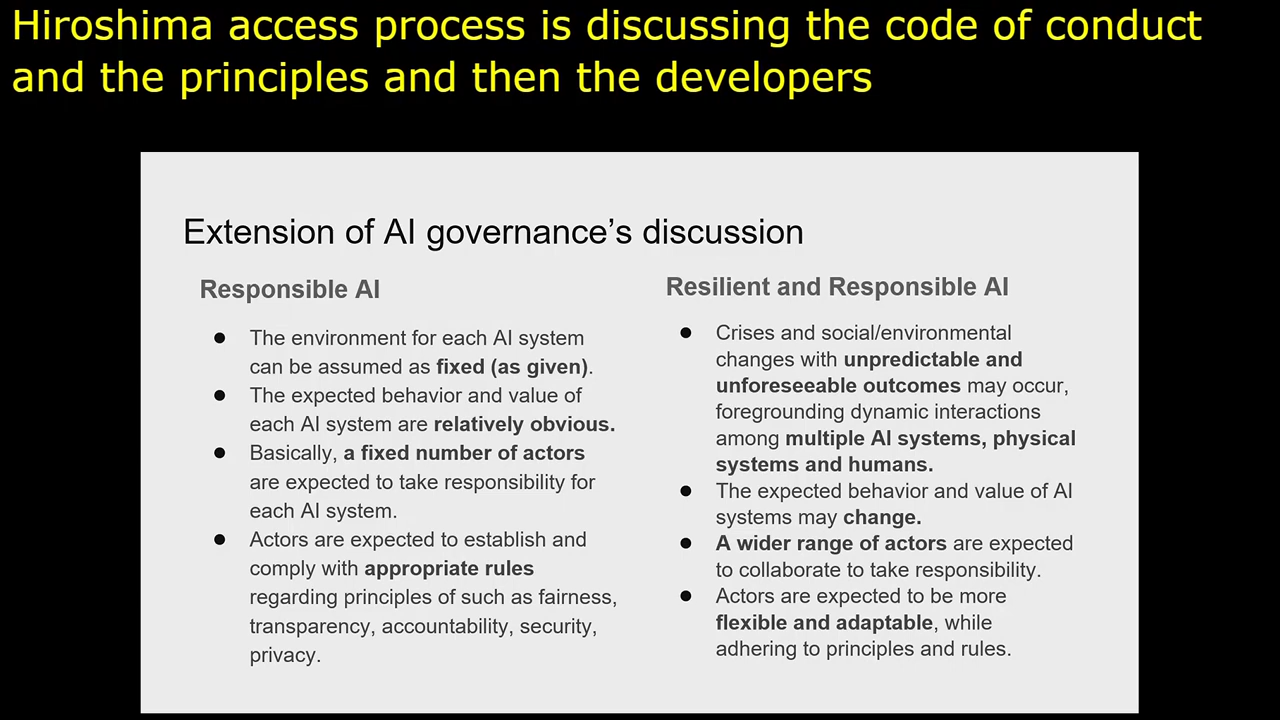 Hiroshima access process is discussing the code of conduct
and the principles and then the developers
Extension of AI governance’s discussion
Responsible AI
● The environment for each AI system
can be assumed as fixed (as given).
● The expected behavior and value of
each AI system are relatively obvious.
● Basically, a fixed number of actors
are expected to take responsibility for
each AI system.
● Actors are expected to establish and
comply with appropriate rules
regarding principles of such as fairness,
transparency, accountability, security,
privacy.
Resilient and Responsible AI
● Crises and social/environmental
changes with unpredictable and
unforeseeable outcomes may occur,
foregrounding dynamic interactions
among multiple AI systems, physical
systems and humans.
● The expected behavior and value of AI
systems may change.
● A wider range of actors are expected
to collaborate to take responsibility.
● Actors are expected to be more
flexible and adaptable, while
adhering to principles and rules.